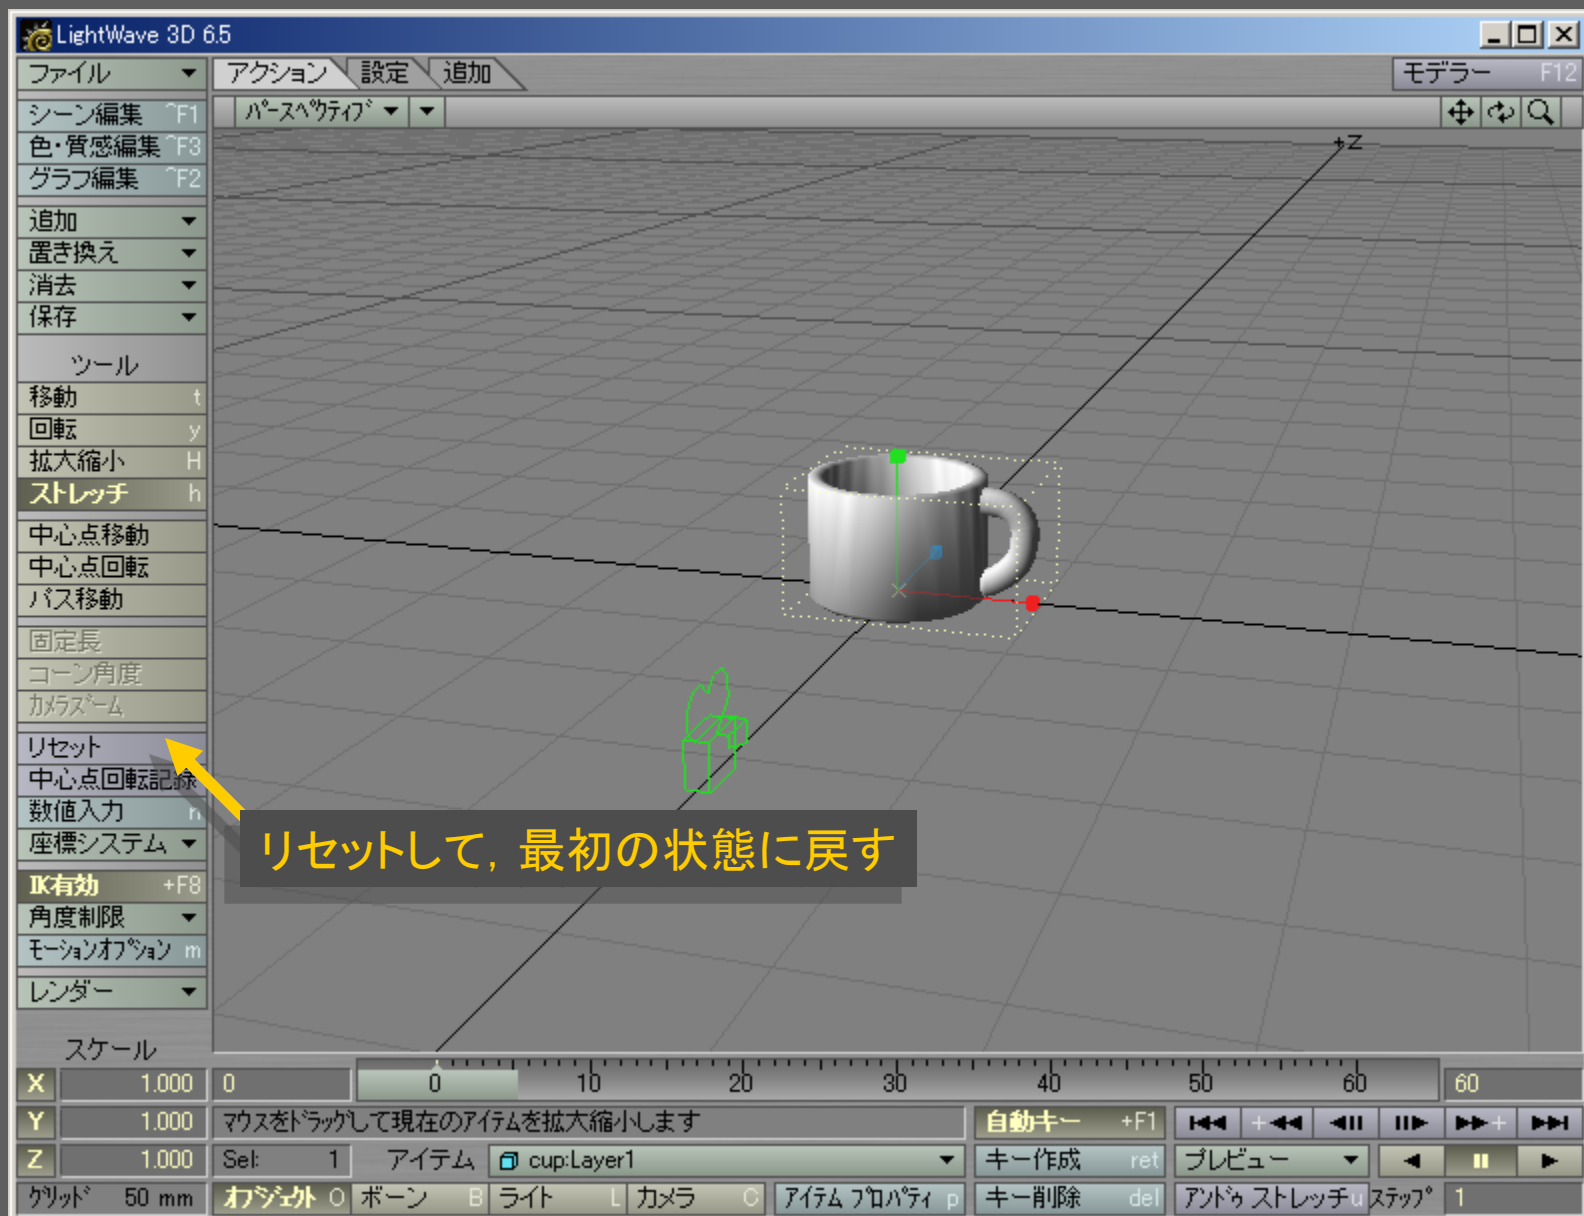 LightWave 3D 6.5
ファイル
アクション 設定 追加
モデラー F12
シーン編集 ^F1
パースペクティブ
色・質感編集 ^F3
グラフ編集 ^F2
+Z
追加
置き換え
消去
保存
ツール
移動 t
回転 y
拡大縮小 H
ストレッチ h
中心点移動
中心点回転
パス移動
固定長
コーン角度
カメラズーム
リセット
中心点回転記録
数値入力 n
座標システム
リセットして，最初の状態に戻す
IK有効 +F8
角度制限
モーションオプション m
レンダー
スケール
X 1.000 0 0 10 20 30 40 50 60 60
Y 1.000 マウスをドラッグして現在のアイテムを拡大縮小します 自動キー +F1
Z 1.000 Sel: 1 アイテム cup:Layer1 キー作成 ret プレビュー
グリッド 50 mm オブジェクト O ボーン B ライト L カメラ C アイテム プロパティ p キー削除 del アンドゥ ストレッチ u ステップ 1